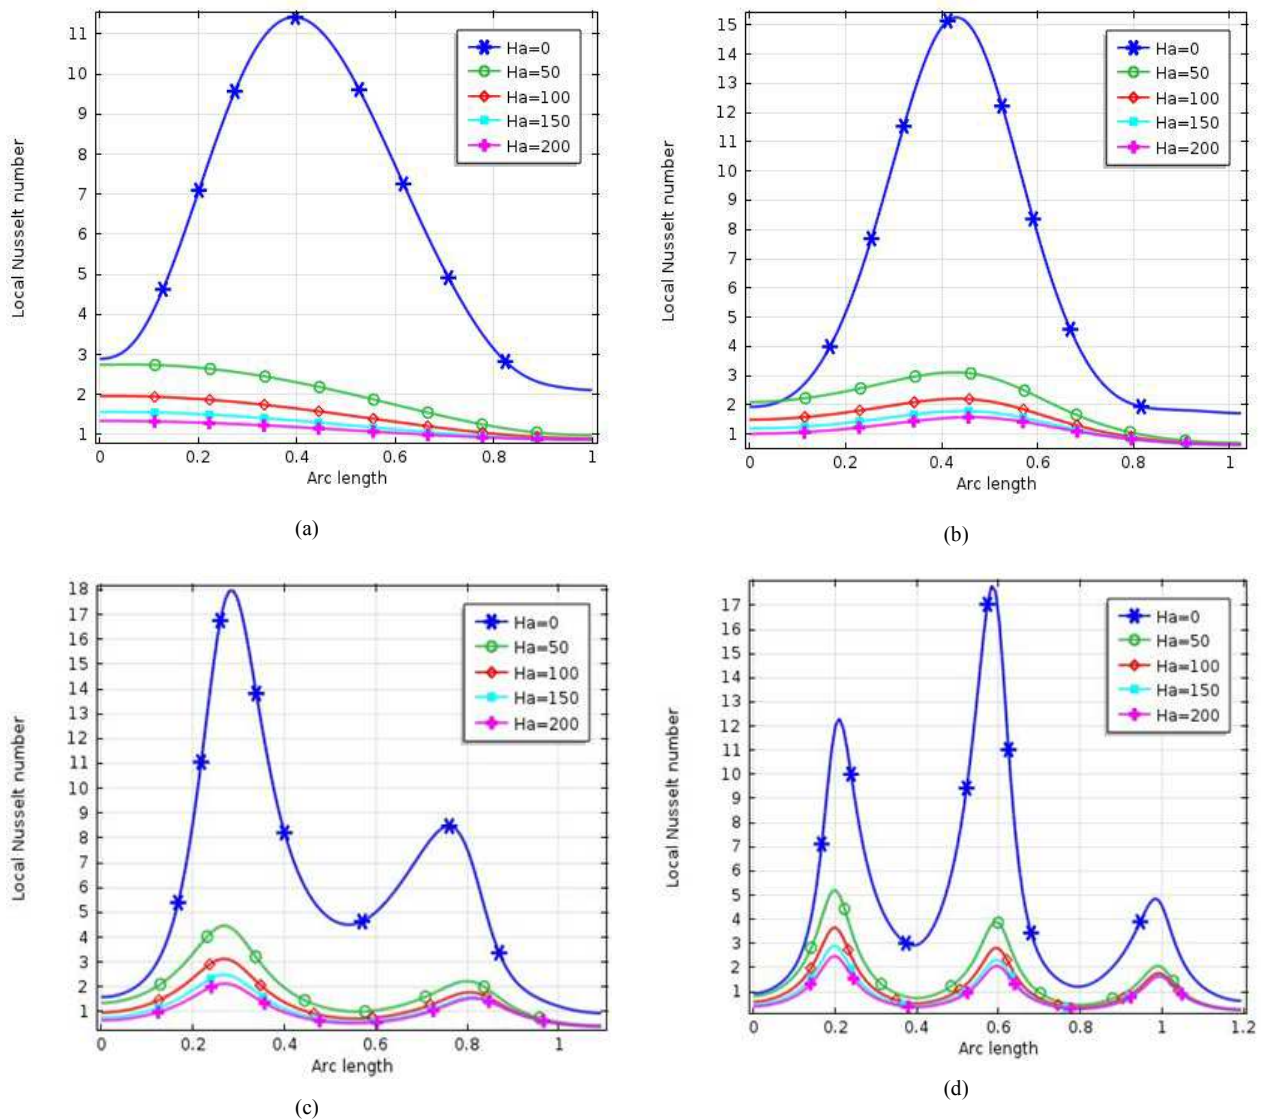 11
10
9
8
7
6
5
4
3
2
1
Local Nusselt number
Ha=0
Ha=50
Ha=100
Ha=150
Ha=200
0 0.2 0.4 0.6 0.8 1
Arc length
(a)
15
14
13
12
11
10
9
8
7
6
5
4
3
2
1
Local Nusselt number
Ha=0
Ha=50
Ha=100
Ha=150
Ha=200
0 0.2 0.4 0.6 0.8 1
Arc length
(b)
18
17
16
15
14
13
12
11
10
9
8
7
6
5
4
3
2
1
Local Nusselt number
Ha=0
Ha=50
Ha=100
Ha=150
Ha=200
0 0.2 0.4 0.6 0.8 1
Arc length
(c)
17
16
15
14
13
12
11
10
9
8
7
6
5
4
3
2
1
Local Nusselt number
Ha=0
Ha=50
Ha=100
Ha=150
Ha=200
0 0.2 0.4 0.6 0.8 1 1.2
Arc length
(d)